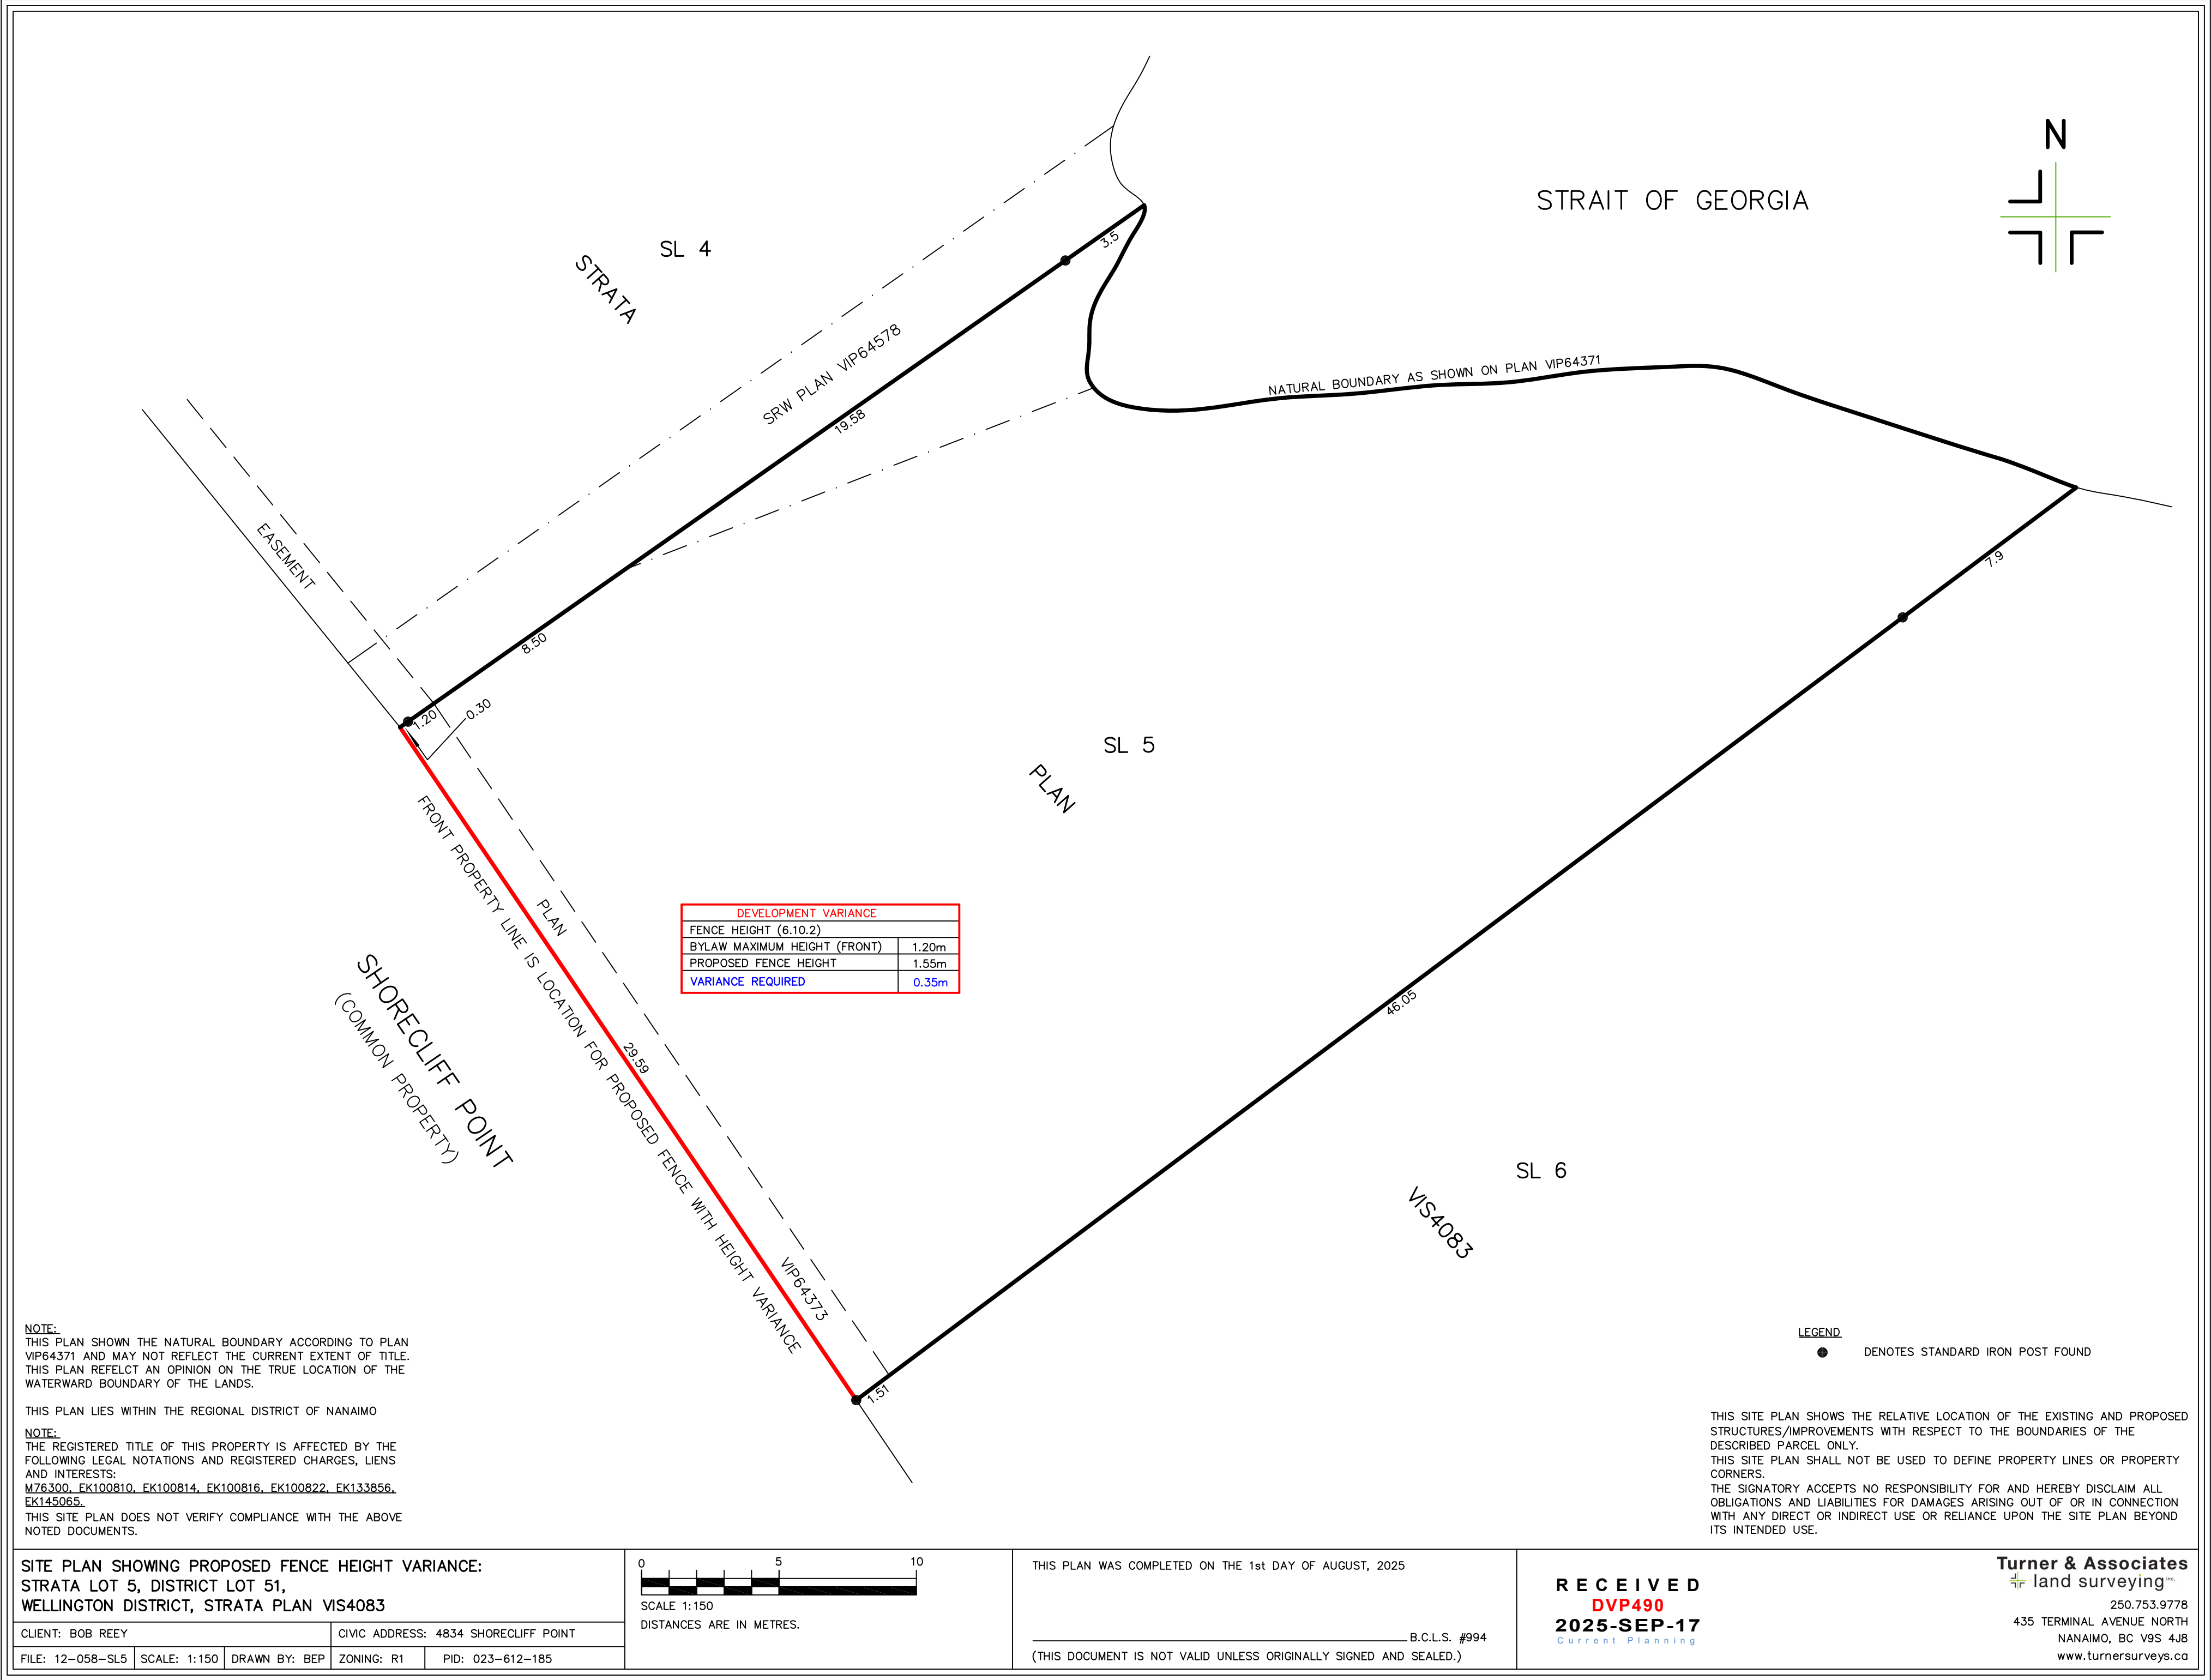 N
STRAIT OF GEORGIA
SL 4
STRATA
3.5
SRW PLAN VIP64578
19.58
NATURAL BOUNDARY AS SHOWN ON PLAN VIP64371
EASEMENT
7.9
8.50
1.20
0.30
SL 5
PLAN
FRONT PROPERTY LINE IS LOCATION FOR PROPOSED FENCE WITH HEIGHT VARIANCE
PLAN
VIP64373
29.59
DEVELOPMENT VARIANCE
FENCE HEIGHT (6.10.2)
BYLAW MAXIMUM HEIGHT (FRONT) 1.20m
PROPOSED FENCE HEIGHT 1.55m
VARIANCE REQUIRED 0.35m
SHORECLIFF POINT
(COMMON PROPERTY)
46.05
SL 6
VIS4083
1.51
NOTE:
THIS PLAN SHOWN THE NATURAL BOUNDARY ACCORDING TO PLAN
VIP64371 AND MAY NOT REFLECT THE CURRENT EXTENT OF TITLE.
THIS PLAN REFELCT AN OPINION ON THE TRUE LOCATION OF THE
WATERWARD BOUNDARY OF THE LANDS.
THIS PLAN LIES WITHIN THE REGIONAL DISTRICT OF NANAIMO
NOTE:
THE REGISTERED TITLE OF THIS PROPERTY IS AFFECTED BY THE
FOLLOWING LEGAL NOTATIONS AND REGISTERED CHARGES, LIENS
AND INTERESTS:
M76300, EK100810, EK100814, EK100816, EK100822, EK133856,
EK145065.
THIS SITE PLAN DOES NOT VERIFY COMPLIANCE WITH THE ABOVE
NOTED DOCUMENTS.
LEGEND
DENOTES STANDARD IRON POST FOUND
THIS SITE PLAN SHOWS THE RELATIVE LOCATION OF THE EXISTING AND PROPOSED
STRUCTURES/IMPROVEMENTS WITH RESPECT TO THE BOUNDARIES OF THE
DESCRIBED PARCEL ONLY.
THIS SITE PLAN SHALL NOT BE USED TO DEFINE PROPERTY LINES OR PROPERTY
CORNERS.
THE SIGNATORY ACCEPTS NO RESPONSIBILITY FOR AND HEREBY DISCLAIM ALL
OBLIGATIONS AND LIABILITIES FOR DAMAGES ARISING OUT OF OR IN CONNECTION
WITH ANY DIRECT OR INDIRECT USE OR RELIANCE UPON THE SITE PLAN BEYOND
ITS INTENDED USE.
SITE PLAN SHOWING PROPOSED FENCE HEIGHT VARIANCE:
STRATA LOT 5, DISTRICT LOT 51,
WELLINGTON DISTRICT, STRATA PLAN VIS4083
CLIENT: BOB REEY
CIVIC ADDRESS: 4834 SHORECLIFF POINT
FILE: 12-058-SL5
SCALE: 1:150
DRAWN BY: BEP
ZONING: R1
PID: 023-612-185
0 5 10
SCALE 1:150
DISTANCES ARE IN METRES.
THIS PLAN WAS COMPLETED ON THE 1st DAY OF AUGUST, 2025
B.C.L.S. #994
(THIS DOCUMENT IS NOT VALID UNLESS ORIGINALLY SIGNED AND SEALED.)
RECEIVED
DVP490
2025-SEP-17
Current Planning
Turner & Associates
land surveying INC.
250.753.9778
435 TERMINAL AVENUE NORTH
NANAIMO, BC V9S 4J8
www.turnersurveys.ca